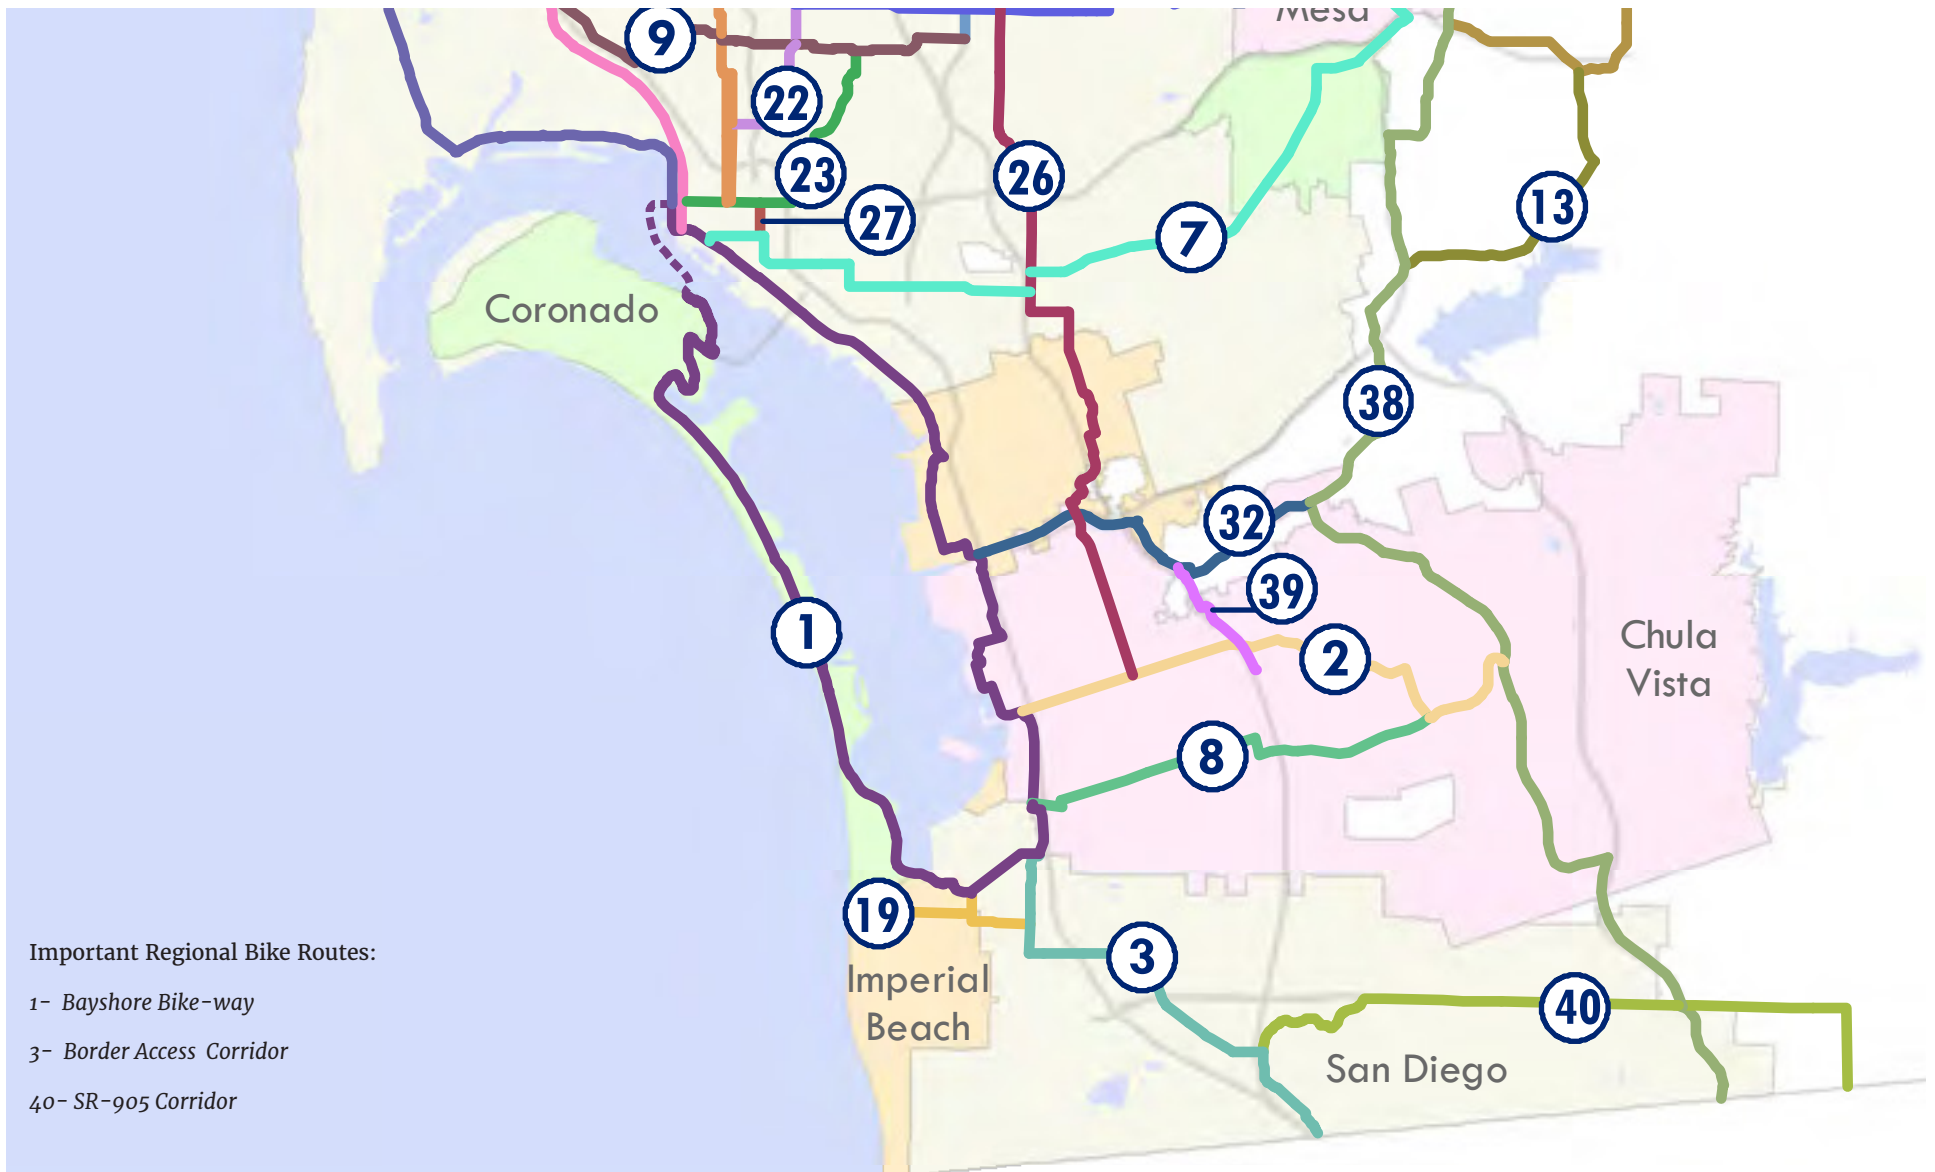 Mesa
9
22
23
26
27
7
13
Coronado
38
32
39
1
2
Chula
Vista
8
19
3
Imperial
Beach
40
San Diego
Important Regional Bike Routes:
1- Bayshore Bike-way
3- Border Access Corridor
40- SR-905 Corridor